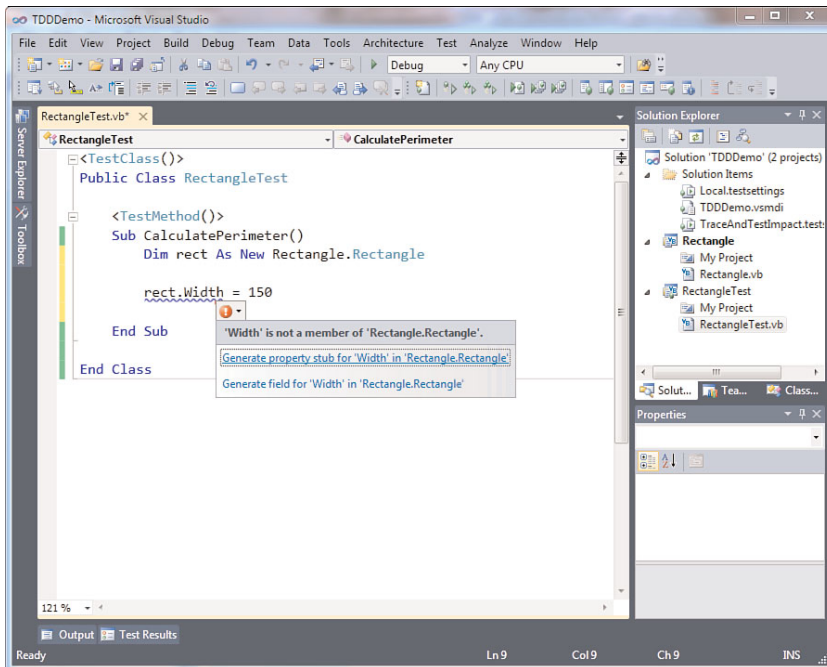 TDDDemo - Microsoft Visual Studio
File Edit View Project Build Debug Team Data Tools Architecture Test Analyze Window Help
Debug Any CPU
RectangleTest.vb*
RectangleTest CalculatePerimeter
<TestClass()>
Public Class RectangleTest
<TestMethod()>
Sub CalculatePerimeter()
Dim rect As New Rectangle.Rectangle
rect.Width = 150
'Width' is not a member of 'Rectangle.Rectangle'.
Generate property stub for 'Width' in 'Rectangle.Rectangle'
Generate field for 'Width' in 'Rectangle.Rectangle'
End Sub
End Class
121 %
Server Explorer
Toolbox
Solution Explorer
Solution 'TDDDemo' (2 projects)
Solution Items
Local.testsettings
TDDDemo.vsmdi
TraceAndTestImpact.tests
Rectangle
My Project
Rectangle.vb
RectangleTest
My Project
RectangleTest.vb
Solut... Tea... Class...
Properties
Output Test Results
Ready Ln 9 Col 9 Ch 9 INS